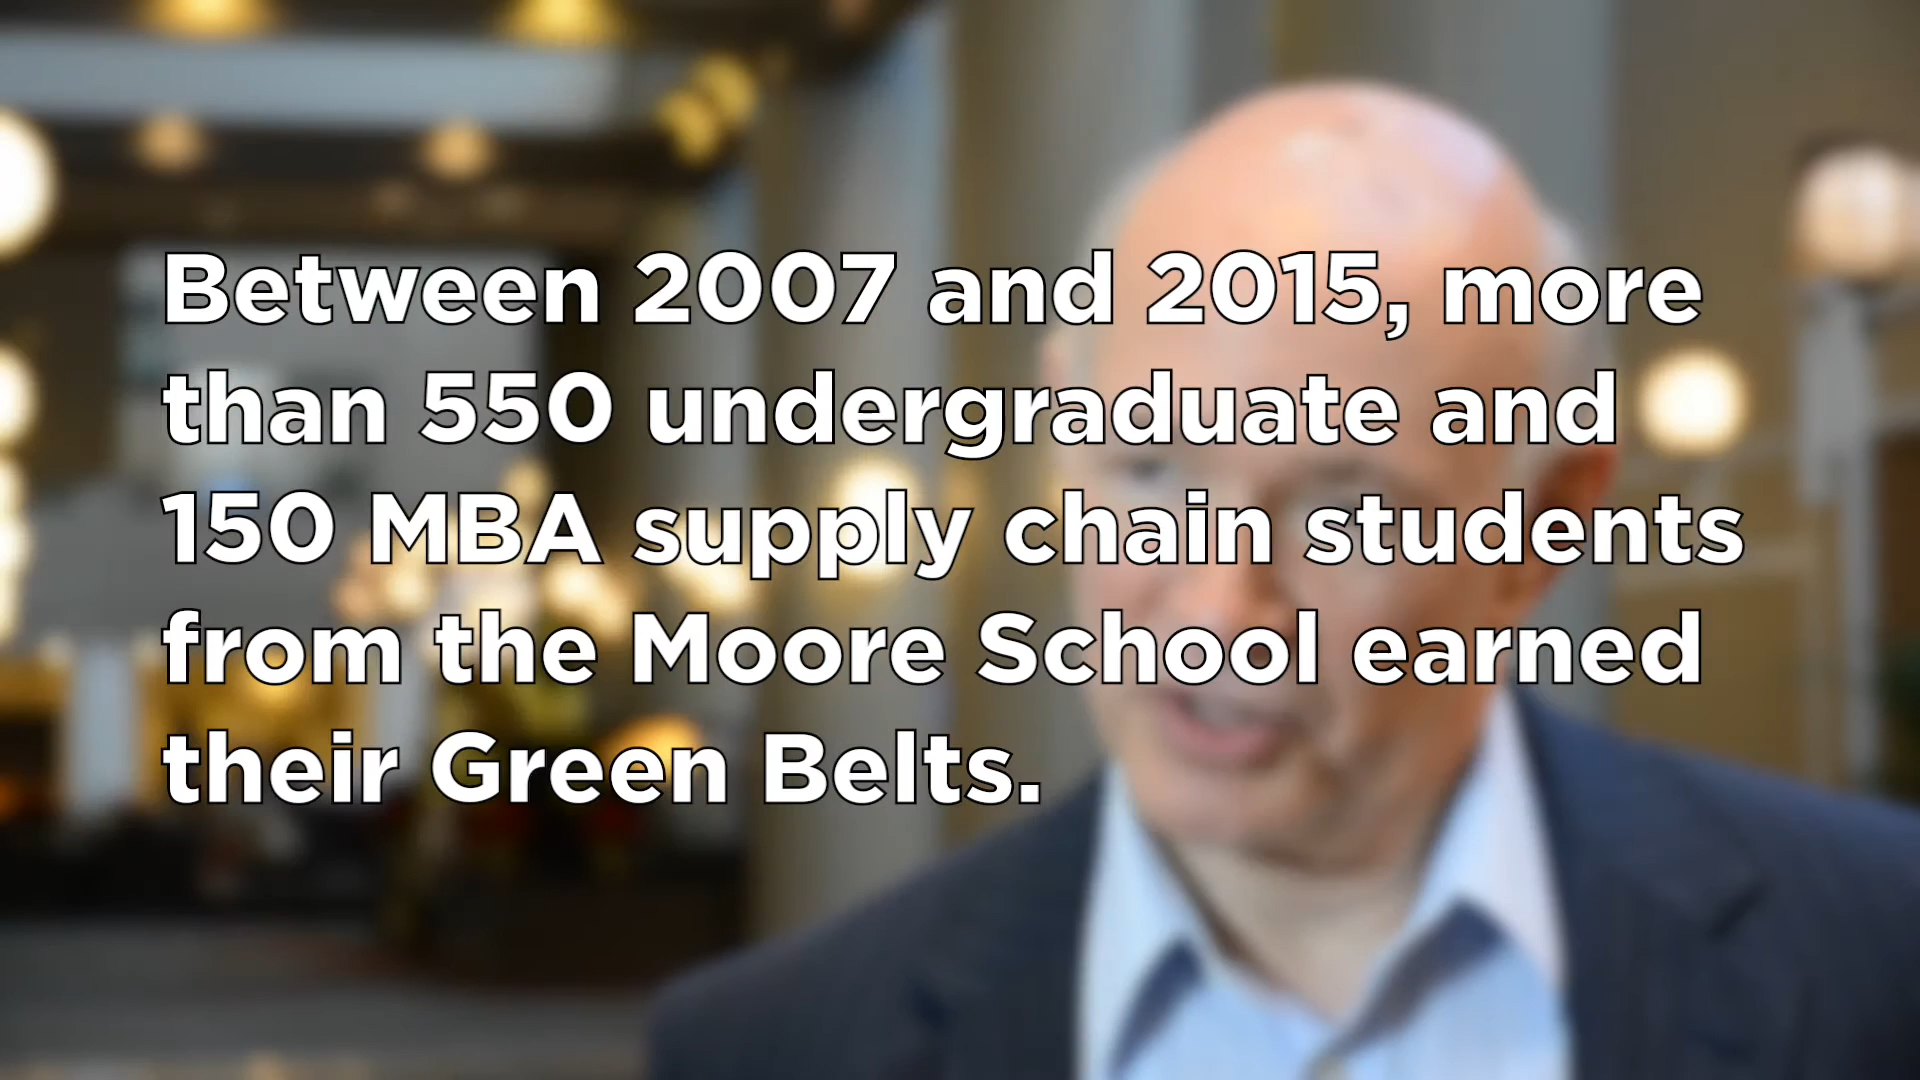 Between 2007 and 2015, more
than 550 undergraduate and
150 MBA supply chain students
from the Moore School earned
their Green Belts.